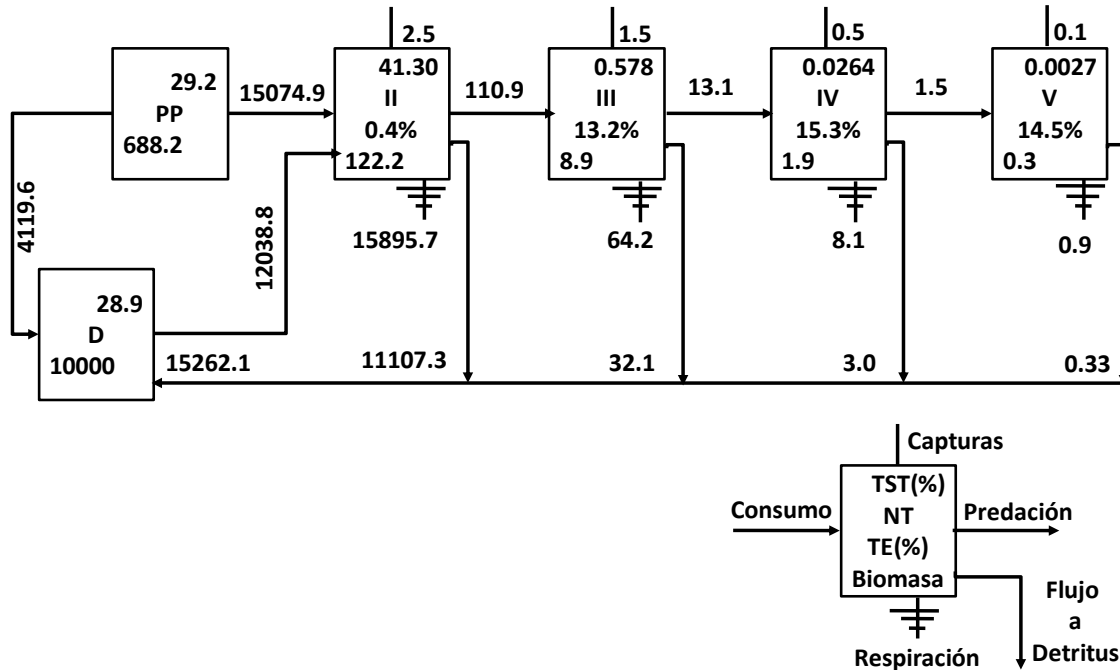 2.5
1.5
0.5
0.1
29.2
PP
688.2
15074.9
41.30
II
0.4%
122.2
110.9
0.578
III
13.2%
8.9
13.1
0.0264
IV
15.3%
1.9
1.5
0.0027
V
14.5%
0.3
4119.6
12038.8
15895.7
64.2
8.1
0.9
28.9
D
10000
15262.1
11107.3
32.1
3.0
0.33
Capturas
Consumo
TST(%)
NT
TE(%)
Biomasa
Predación
Flujo
a
Detritus
Respiración